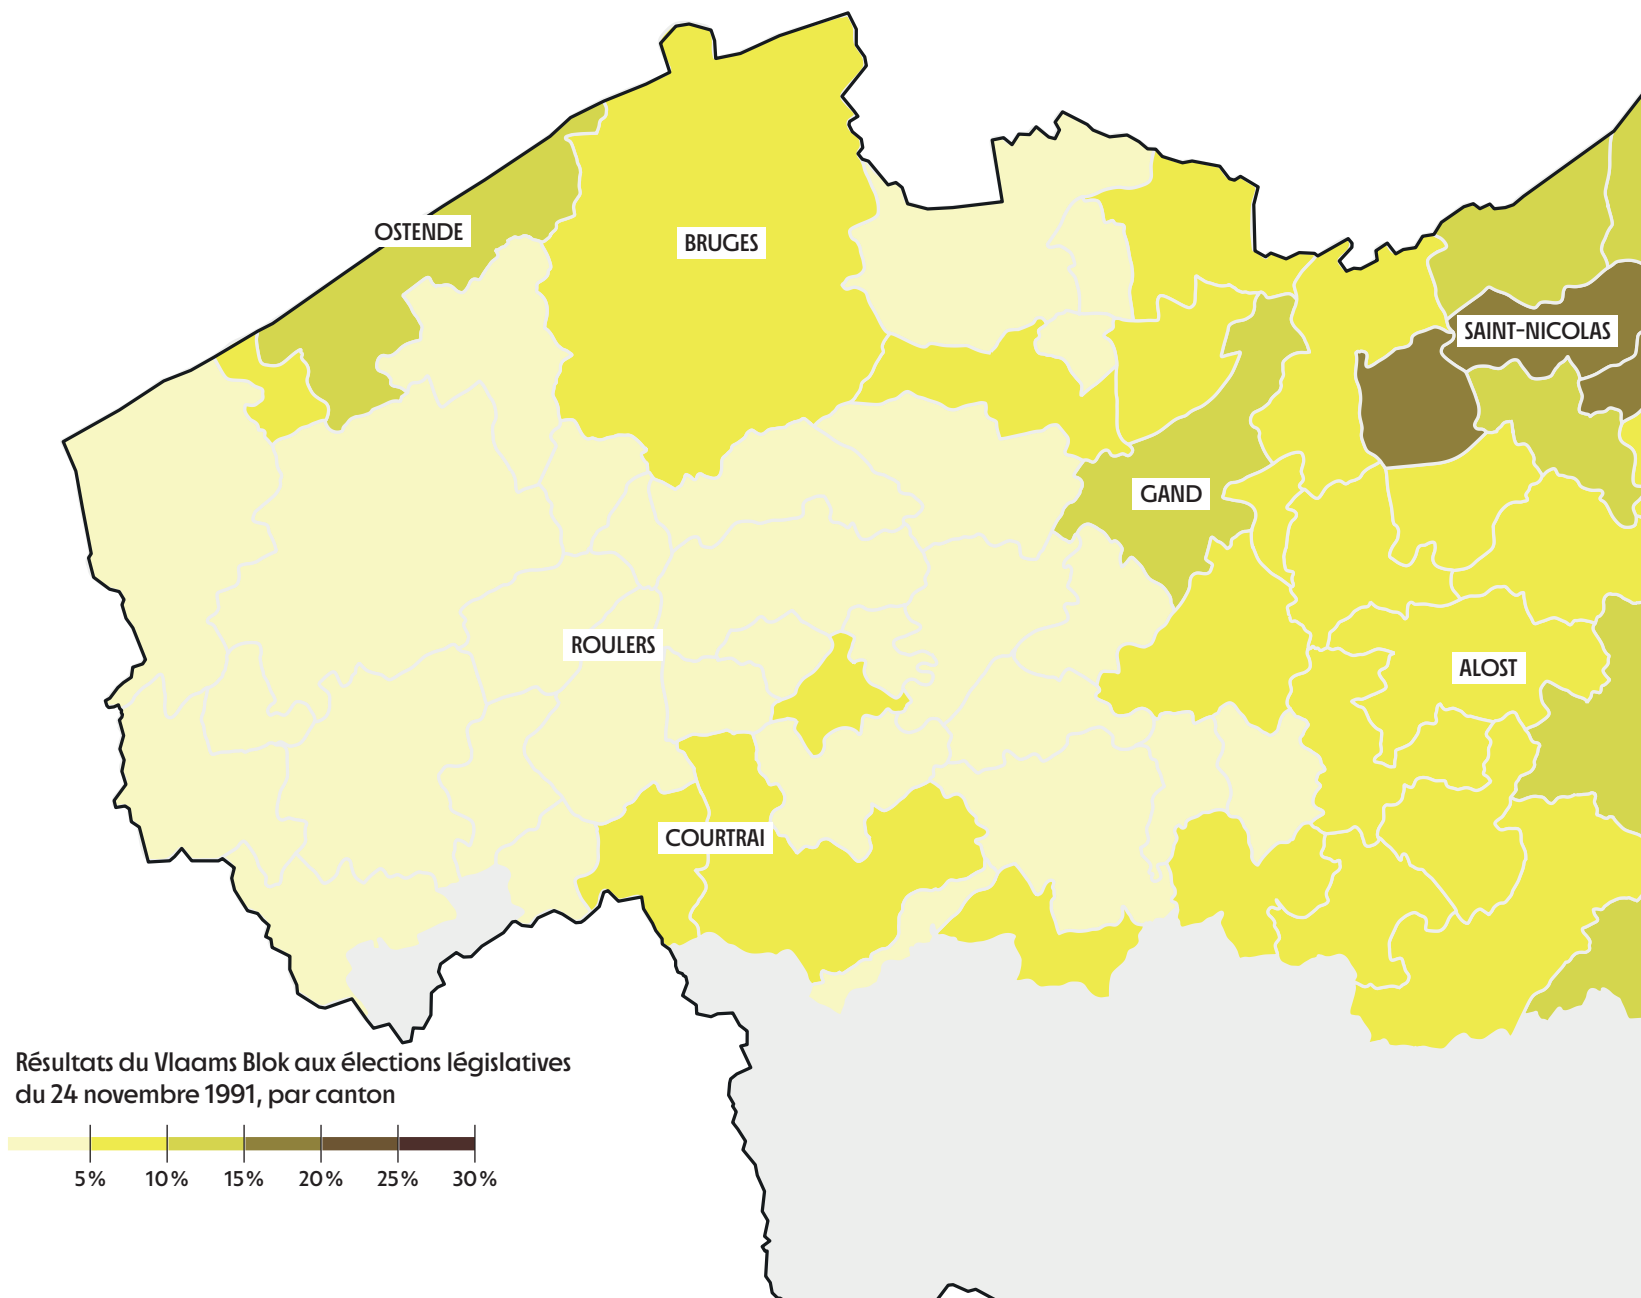 OSTENDE
BRUGES
SAINT-NICOLAS
GAND
ROULERS
ALOST
COURTRAI
Résultats du Vlaams Blok aux élections législatives
du 24 novembre 1991, par canton
5% 10% 15% 20% 25% 30%